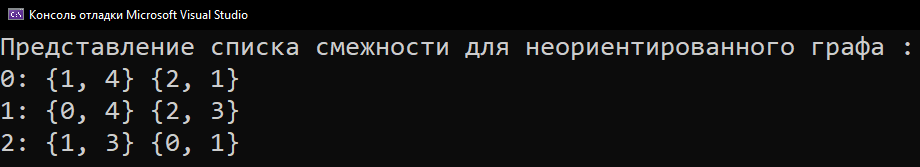 Консоль отладки Microsoft Visual Studio
Представление списка смежности для неориентированного графа :
0: {1, 4} {2, 1}
1: {0, 4} {2, 3}
2: {1, 3} {0, 1}